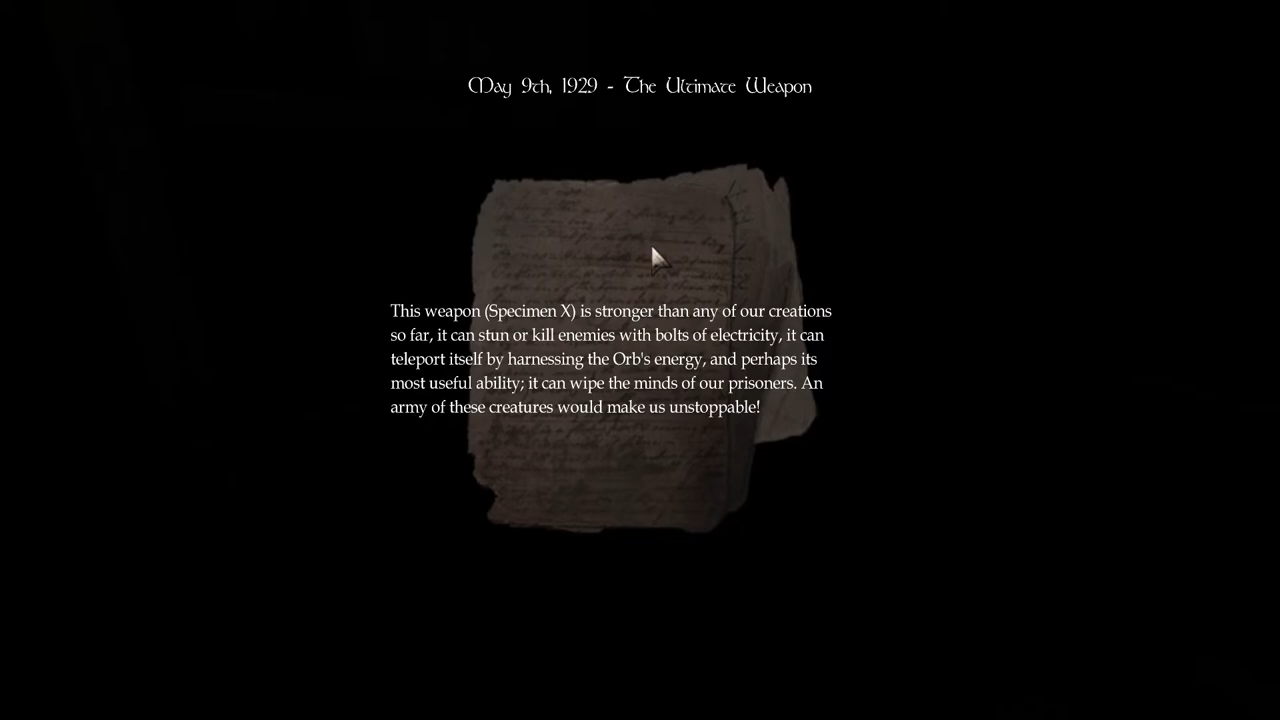 May 9th, 1929 - The Ultimate Weapon
This weapon (Specimen X) is stronger than any of our creations
so far, it can stun or kill enemies with bolts of electricity, it can
teleport itself by harnessing the Orb's energy, and perhaps its
most useful ability; it can wipe the minds of our prisoners. An
army of these creatures would make us unstoppable!